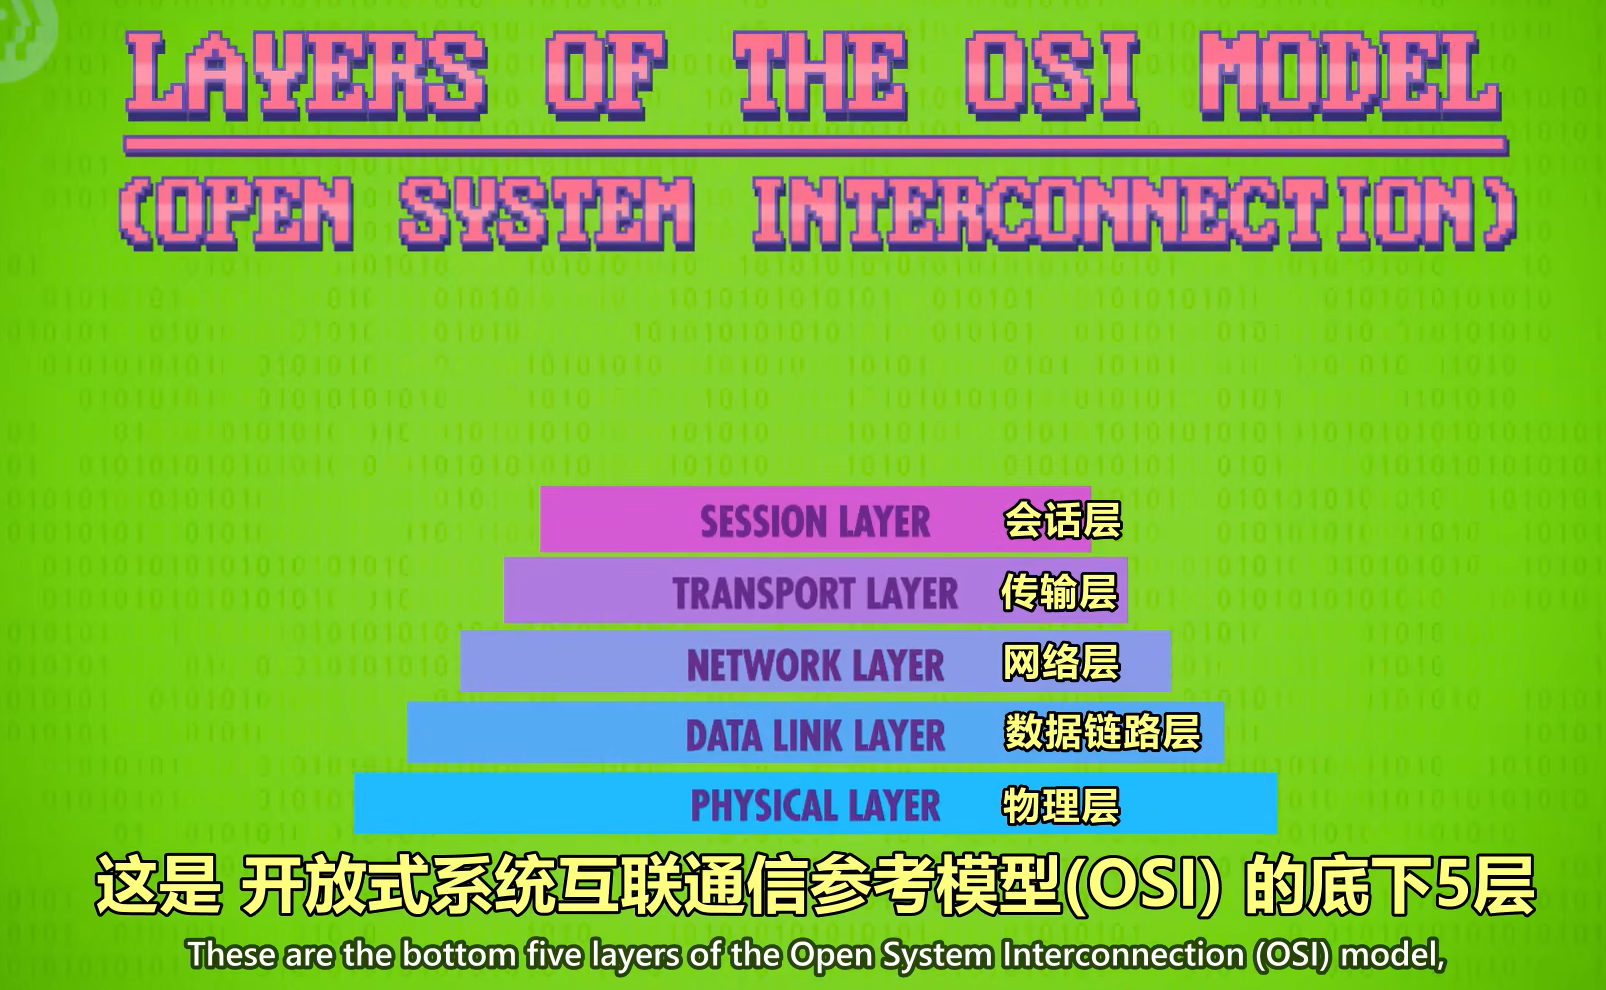 LAYERS OF THE OSI MODEL
(OPEN SYSTEM INTERCONNECTION)
SESSION LAYER 会话层
TRANSPORT LAYER 传输层
NETWORK LAYER 网络层
DATA LINK LAYER 数据链路层
PHYSICAL LAYER 物理层
这是 开放式系统互联通信参考模型(OSI) 的底下5层
These are the bottom five layers of the Open System Interconnection (OSI) model,